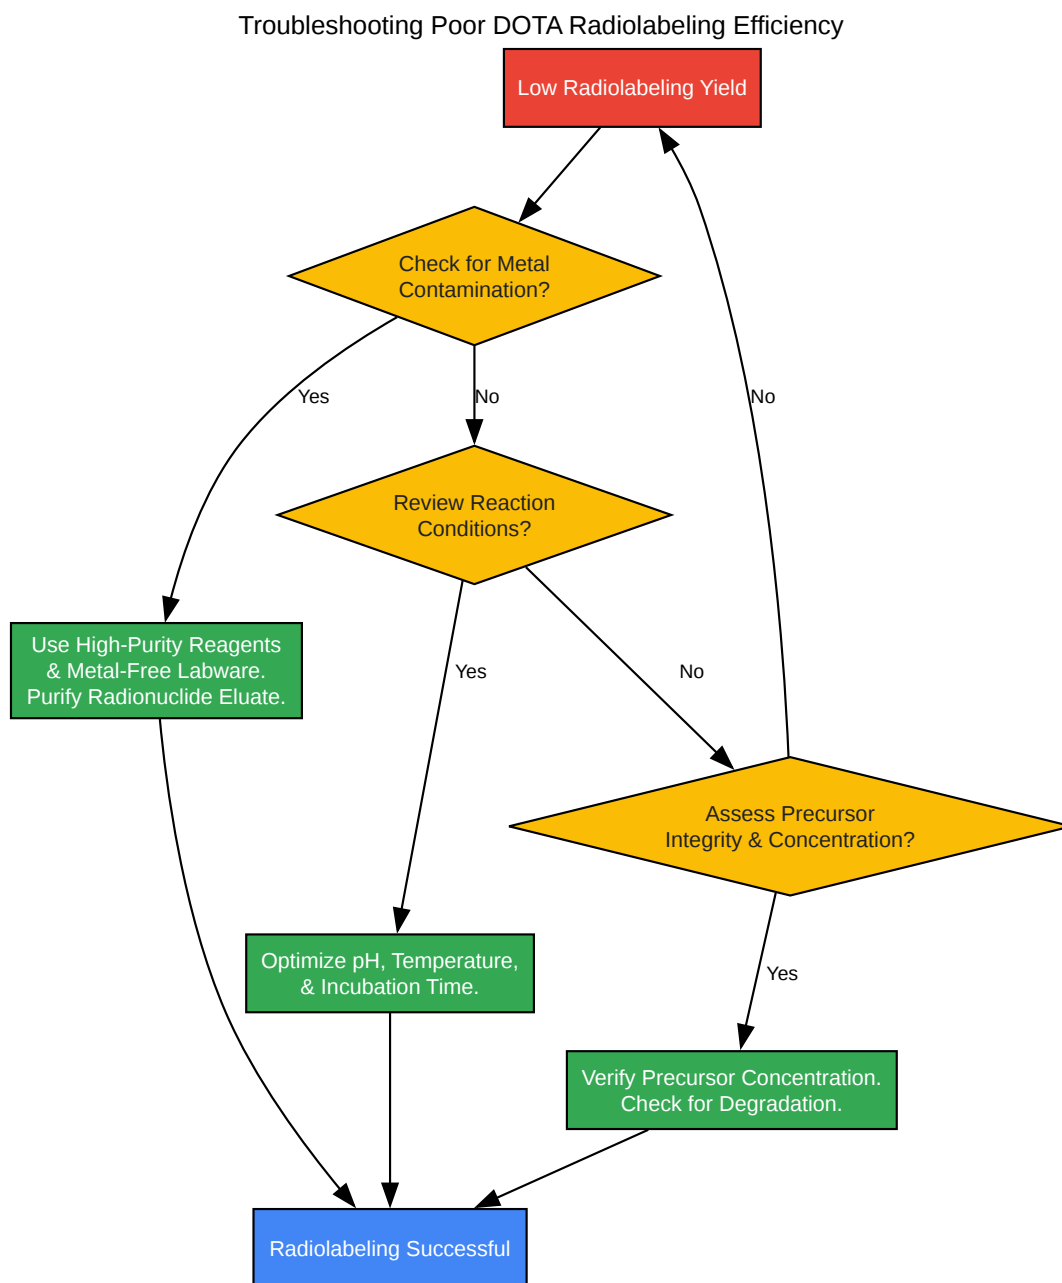 Troubleshooting Poor DOTA Radiolabeling Efficiency
Low Radiolabeling Yield
Check for Metal
Contamination?
Yes
No
No
Review Reaction
Conditions?
Use High-Purity Reagents
& Metal-Free Labware.
Purify Radionuclide Eluate.
Yes
No
Assess Precursor
Integrity & Concentration?
Optimize pH, Temperature,
& Incubation Time.
Yes
Verify Precursor Concentration.
Check for Degradation.
Radiolabeling Successful